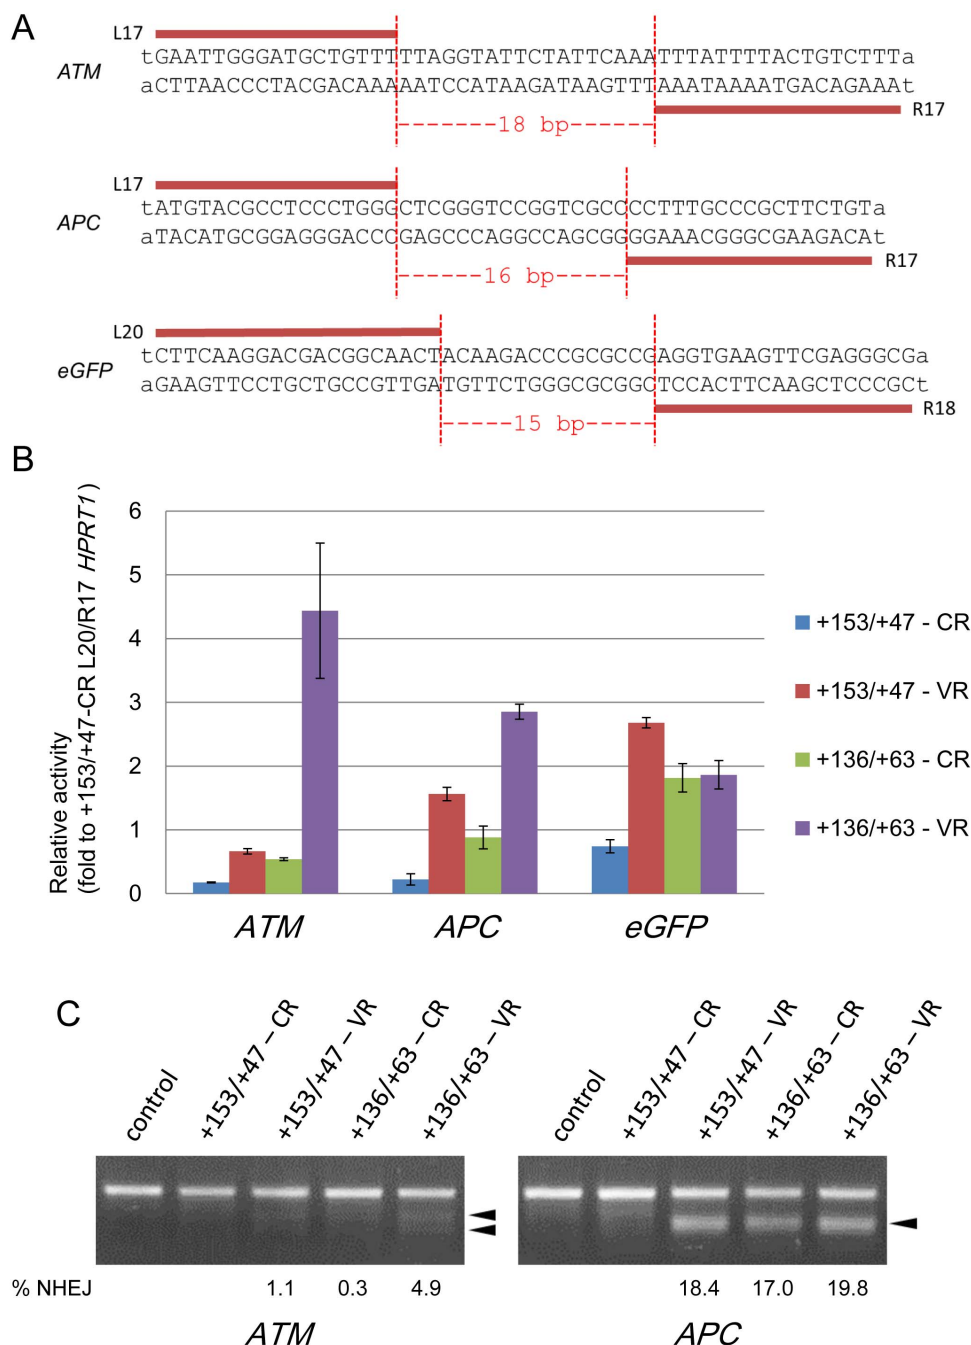 A
L17
tGAATTGGGATGCTGTTTTTAGGTATTCTATTCAAATTTATTTTACTGTCTTTa
ATM
aCTTAACCCTACGACAAAAATCCATAAGATAAGTTTAAATAAAATGACAGAAAt
18 bp
R17
L17
tATGTACGCCTCCCTGGGCTCGGGTCCGGTCGCCCCTTTGCCCGCTTCTGTa
APC
aTACATGCGGAGGGACCCGAGCCCAGGCCAGCGGGGAAACGGGCGAAGACAt
16 bp
R17
L20
tCTTCAAGGACGACGGCAACTACAAGACCCGCGCCGAGGTGAAGTTCGAGGGCGa
eGFP
aGAAGTTCCTGCTGCCGTTGATGTTCTGGGCGCGGCTCCACTTCAAGCTCCCGCt
15 bp
R18
B
Relative activity
(fold to +153/+47-CR L20/R17 HPRT1)
6
5
4
3
2
1
0
ATM APC eGFP
+153/+47 - CR
+153/+47 - VR
+136/+63 - CR
+136/+63 - VR
C
control
+153/+47 – CR
+153/+47 – VR
+136/+63 – CR
+136/+63 – VR
control
+153/+47 – CR
+153/+47 – VR
+136/+63 – CR
+136/+63 – VR
% NHEJ 1.1 0.3 4.9 18.4 17.0 19.8
ATM APC